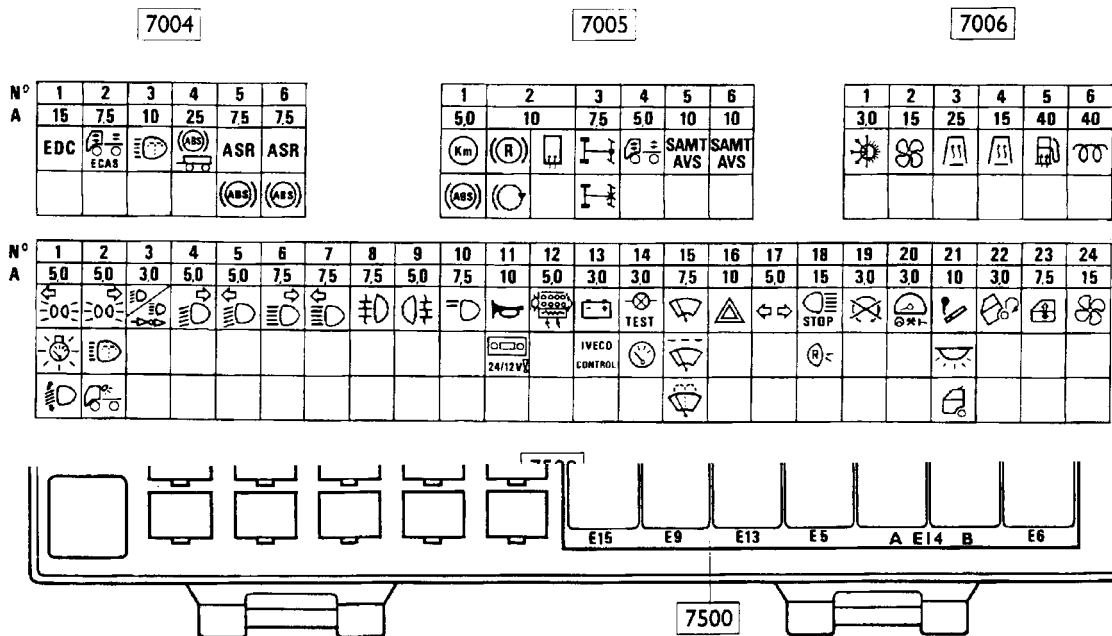 7004 7005 7006
N° 1 2 3 4 5 6 1 2 3 4 5 6 1 2 3 4 5 6
A 15 7,5 10 25 7,5 7,5 5,0 10 7,5 5,0 10 10 3,0 15 25 15 40 40
EDC ECAS (ABS) ASR ASR Km (R) SAMT AVS SAMT AVS
(ABS) (ABS) (ABS)
N° 1 2 3 4 5 6 7 8 9 10 11 12 13 14 15 16 17 18 19 20 21 22 23 24
A 5,0 5,0 3,0 5,0 5,0 7,5 7,5 7,5 5,0 7,5 10 5,0 3,0 3,0 7,5 10 5,0 15 3,0 3,0 10 3,0 7,5 15
TEST STOP
24/12V IVECO CONTROL R
E15 E9 E13 E5 A E14 B E6
7500